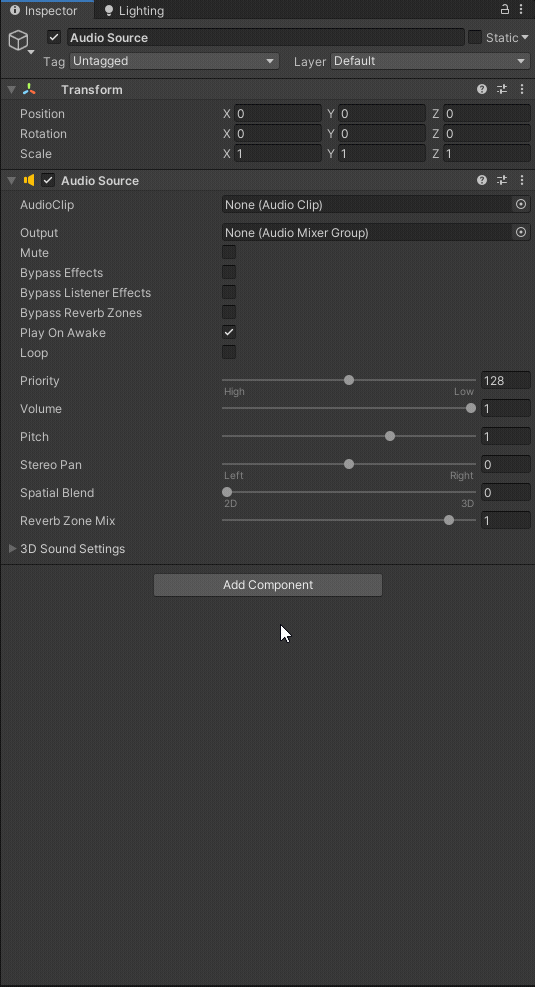 Inspector Lighting
Audio Source Static
Tag Untagged Layer Default
Transform
Position X 0 Y 0 Z 0
Rotation X 0 Y 0 Z 0
Scale X 1 Y 1 Z 1
Audio Source
AudioClip None (Audio Clip)
Output None (Audio Mixer Group)
Mute
Bypass Effects
Bypass Listener Effects
Bypass Reverb Zones
Play On Awake
Loop
Priority 128
High Low
Volume 1
Pitch 1
Stereo Pan 0
Left Right
Spatial Blend 0
2D 3D
Reverb Zone Mix 1
3D Sound Settings
Add Component